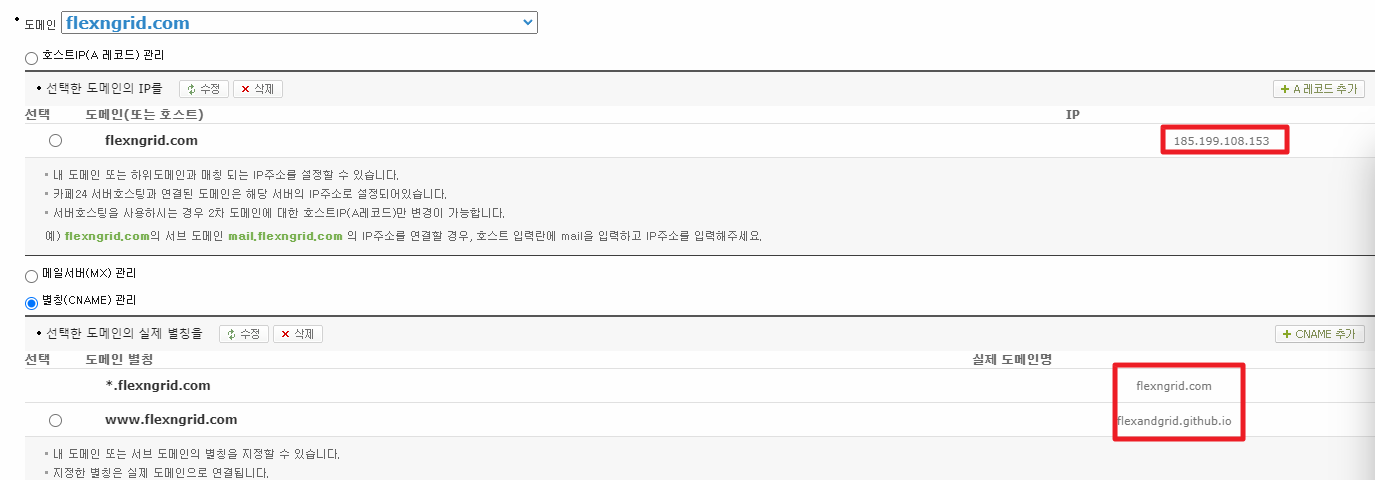 도메인 flexngrid.com
호스트IP(A 레코드) 관리
선택한 도메인의 IP를 수정 삭제 A 레코드 추가
선택 도메인(또는 호스트) IP
flexngrid.com 185.199.108.153
내 도메인 또는 하위도메인과 매칭 되는 IP주소를 설정할 수 있습니다.
카페24 서버호스팅과 연결된 도메인은 해당 서버의 IP주소로 설정되어있습니다.
서버호스팅을 사용하시는 경우 2차 도메인에 대한 호스트IP(A레코드)만 변경이 가능합니다.
예) flexngrid.com의 서브 도메인 mail.flexngrid.com 의 IP주소를 연결할 경우, 호스트 입력란에 mail을 입력하고 IP주소를 입력해주세요.
메일서버(MX) 관리
별칭(CNAME) 관리
선택한 도메인의 실제 별칭을 수정 삭제 CNAME 추가
선택 도메인 별칭 실제 도메인명
*.flexngrid.com flexngrid.com
www.flexngrid.com flexandgrid.github.io
내 도메인 또는 서브 도메인의 별칭을 지정할 수 있습니다.
지정한 별칭은 실제 도메인으로 연결됩니다.